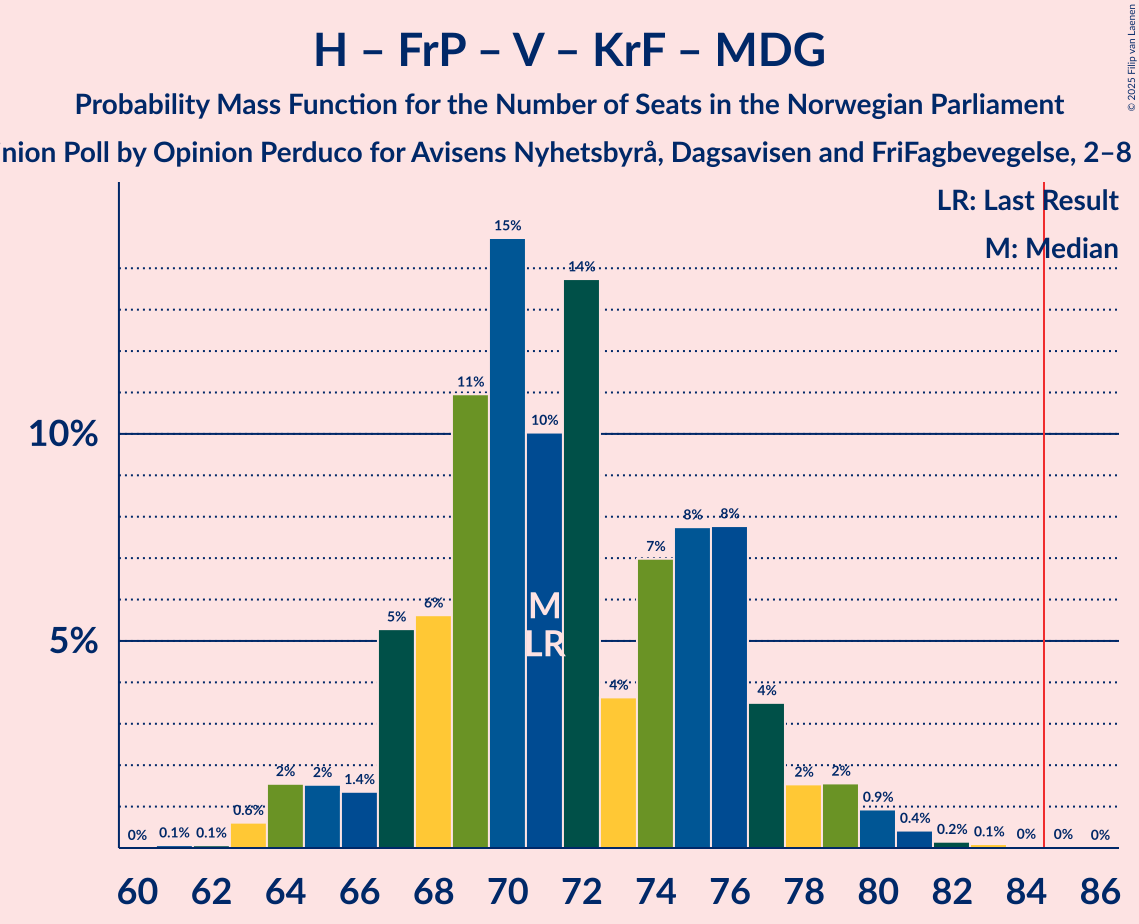 H – FrP – V – KrF – MDG
Probability Mass Function for the Number of Seats in the Norwegian Parliament
nion Poll by Opinion Perduco for Avisens Nyhetsbyrå, Dagsavisen and FriFagbevegelse, 2–8
© 2025 Filip van Laenen
LR: Last Result
M: Median
10%
5%
0% 0.1% 0.1% 0.6% 2% 2% 1.4% 5% 6% 11% 15% 10% 14% 4% 7% 8% 8% 4% 2% 2% 0.9% 0.4% 0.2% 0.1% 0% 0% 0%
M
LR
60 62 64 66 68 70 72 74 76 78 80 82 84 86